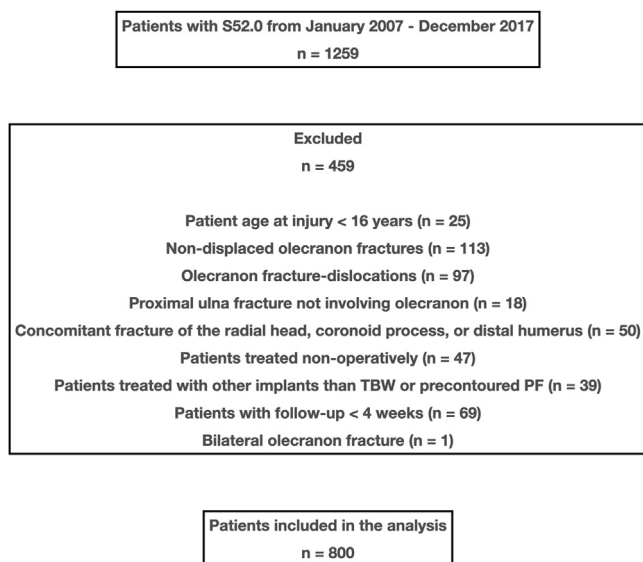 Patients with S52.0 from January 2007 - December 2017
n = 1259
Excluded
n = 459
Patient age at injury < 16 years (n = 25)
Non-displaced olecranon fractures (n = 113)
Olecranon fracture-dislocations (n = 97)
Proximal ulna fracture not involving olecranon (n = 18)
Concomitant fracture of the radial head, coronoid process, or distal humerus (n = 50)
Patients treated non-operatively (n = 47)
Patients treated with other implants than TBW or precontoured PF (n = 39)
Patients with follow-up < 4 weeks (n = 69)
Bilateral olecranon fracture (n = 1)
Patients included in the analysis
n = 800